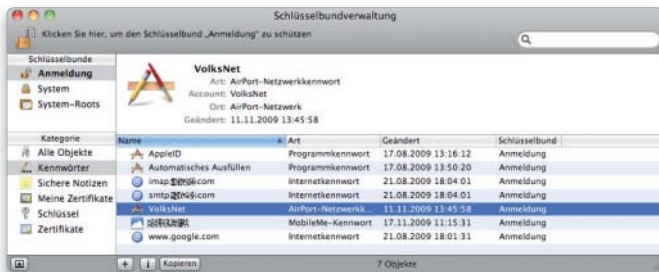 Schlüsselbundverwaltung
Klicken Sie hier, um den Schlüsselbund „Anmeldung“ zu schützen
Schlüsselbunde
Anmeldung
System
System-Roots
VolksNet
Art: AirPort-Netzwerkkennwort
Account: VolksNet
Ort: AirPort-Netzwerk
Geändert: 11.11.2009 13:45:58
Kategorie
Alle Objekte
Kennwörter
Sichere Notizen
Meine Zertifikate
Schlüssel
Zertifikate
Name Art Geändert Schlüsselbund
AppleID Programmkennwort 17.08.2009 13:16:12 Anmeldung
Automatisches Ausfüllen Programmkennwort 17.08.2009 13:50:20 Anmeldung
imap. com Internetkennwort 21.08.2009 18:04:01 Anmeldung
smtp. com Internetkennwort 21.08.2009 18:04:01 Anmeldung
VolksNet AirPort-Netzwerkk... 11.11.2009 13:45:58 Anmeldung
MobileMe-Kennwort 17.11.2009 11:15:31 Anmeldung
www.google.com Internetkennwort 21.08.2009 18:01:31 Anmeldung
+ i Kopieren 7 Objekte